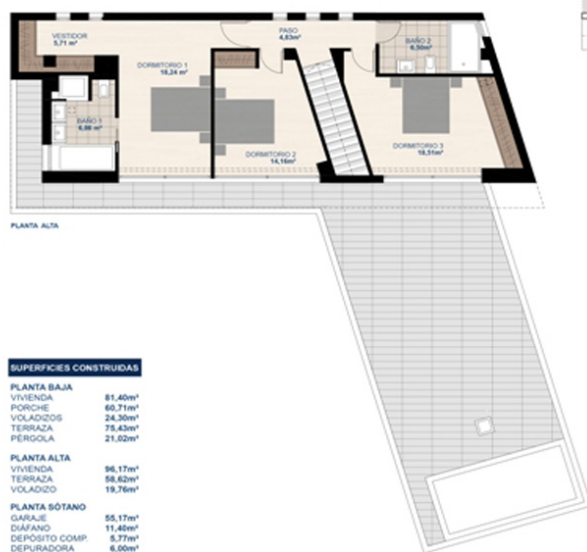 VESTIDOR
5,71 m²
PASO
4,83m²
BAÑO 2
6,50m²
DORMITORIO 1
18,24 m²
BAÑO 1
6,88 m²
DORMITORIO 2
14,16m²
DORMITORIO 3
18,51m²
PLANTA ALTA
SUPERFICIES CONSTRUIDAS
PLANTA BAJA
VIVIENDA 81,40m²
PORCHE 60,71m²
VOLADIZOS 24,30m²
TERRAZA 75,43m²
PÉRGOLA 21,02m²
PLANTA ALTA
VIVIENDA 96,17m²
TERRAZA 58,62m²
VOLADIZO 19,76m²
PLANTA SÓTANO
GARAJE 55,17m²
DIÁFANO 11,40m²
DEPÓSITO COMP. 5,77m²
DEPURADORA 6,00m²